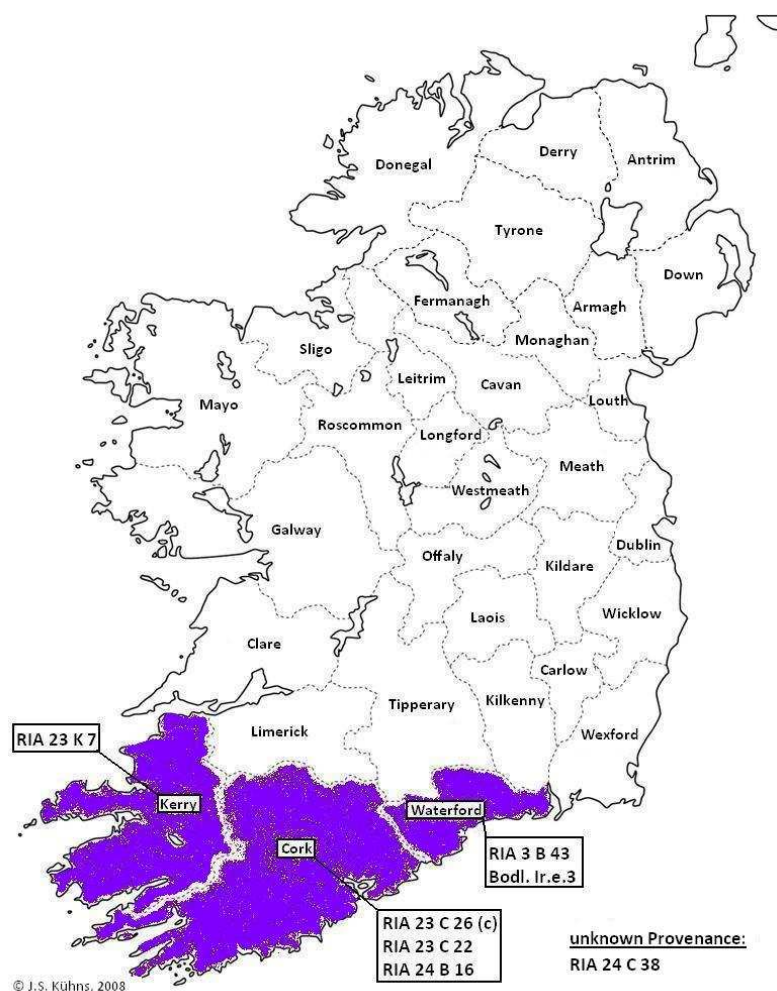 Donegal
Derry
Antrim
Tyrone
Down
Fermanagh
Armagh
Monaghan
Sligo
Leitrim
Cavan
Louth
Mayo
Roscommon
Longford
Meath
Westmeath
Galway
Offaly
Kildare
Dublin
Laois
Wicklow
Clare
Carlow
Tipperary
Kilkenny
Limerick
Wexford
RIA 23 K 7
Kerry
Waterford
Cork
RIA 3 B 43
Bodl. Ir.e.3
RIA 23 C 26 (c)
RIA 23 C 22
RIA 24 B 16
unknown Provenance:
RIA 24 C 38
© J.S. Kühns, 2008